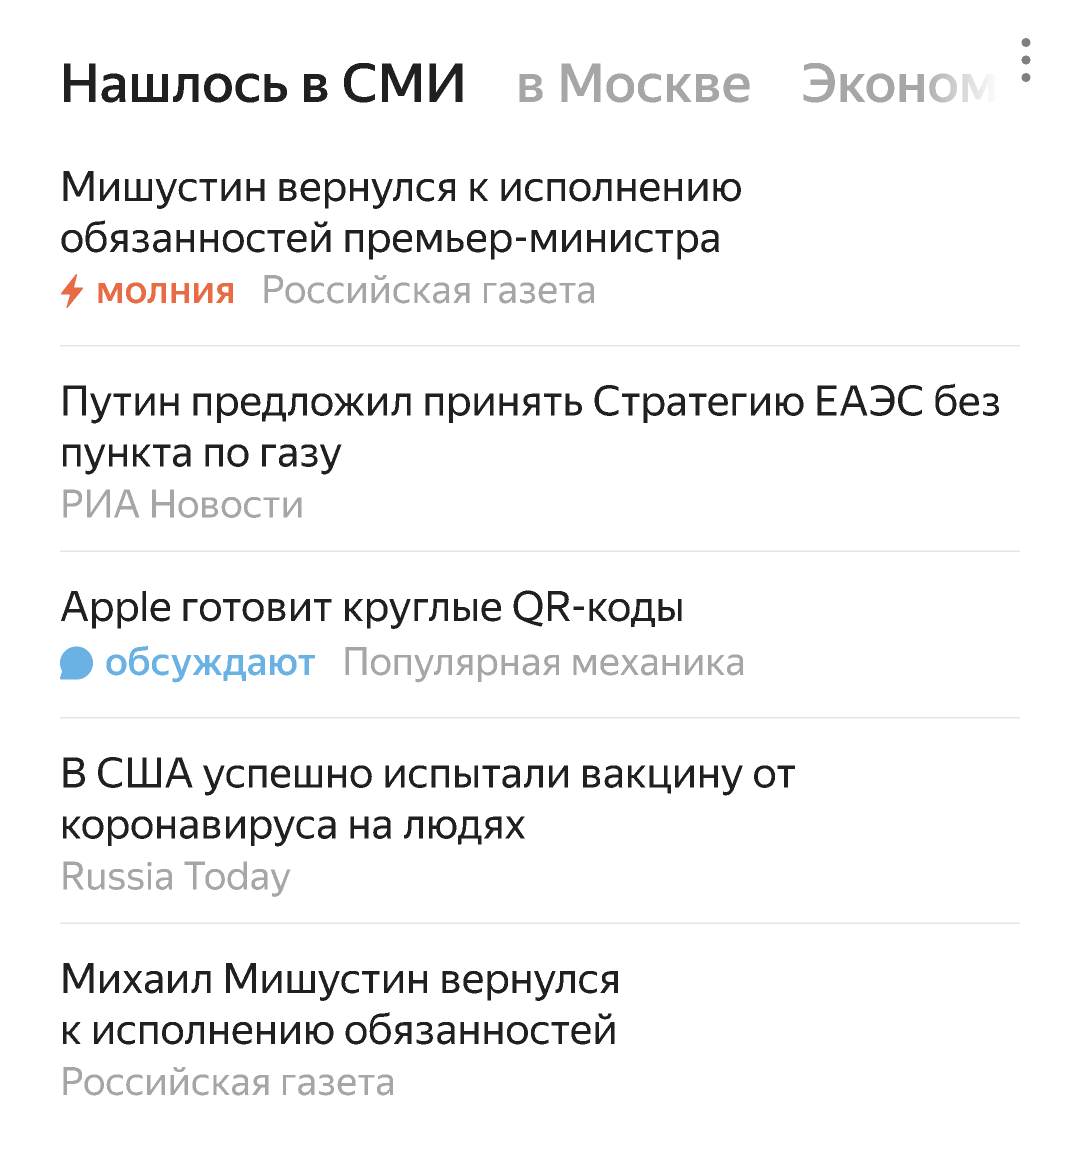 Нашлось в СМИ в Москве Эконом
Мишустин вернулся к исполнению
обязанностей премьер-министра
молния Российская газета
Путин предложил принять Стратегию ЕАЭС без
пункта по газу
РИА Новости
Apple готовит круглые QR-коды
обсуждают Популярная механика
В США успешно испытали вакцину от
коронавируса на людях
Russia Today
Михаил Мишустин вернулся
к исполнению обязанностей
Российская газета